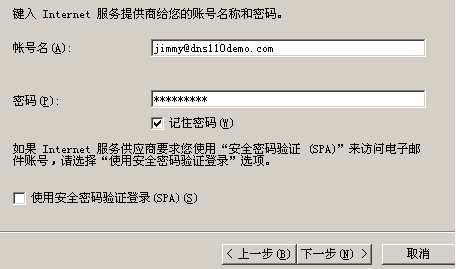 键入 Internet 服务提供商给您的账号名称和密码。
帐号名(A): jimmy@dns110demo.com
密码(P): *********
记住密码(W)
如果 Internet 服务供应商要求您使用“安全密码验证 (SPA)”来访问电子邮
件账号，请选择“使用安全密码验证登录”选项。
使用安全密码验证登录(SPA)(S)
< 上一步(B) 下一步(N) > 取消